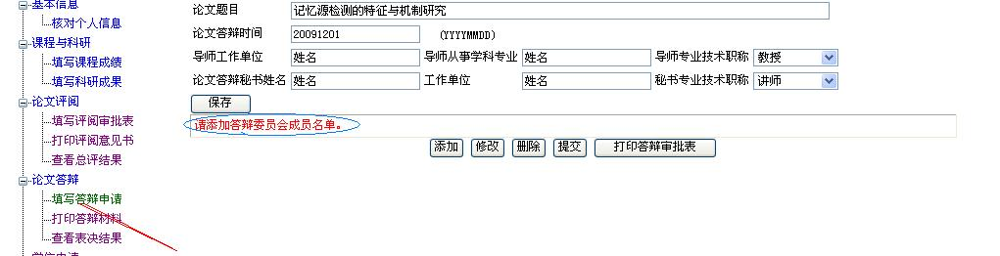 基本信息
核对个人信息
课程与科研
填写课程成绩
填写科研成果
论文评阅
填写评阅审批表
打印评阅意见书
查看总评结果
论文答辩
填写答辩申请
打印答辩材料
查看表决结果
论文题目 记忆源检测的特征与机制研究
论文答辩时间 20091201 (YYYYMMDD)
导师工作单位 姓名 导师从事学科专业 姓名 导师专业技术职称 教授
论文答辩秘书姓名 姓名 工作单位 姓名 秘书专业技术职称 讲师
保存
请添加答辩委员会成员名单。
添加 修改 删除 提交 打印答辩审批表